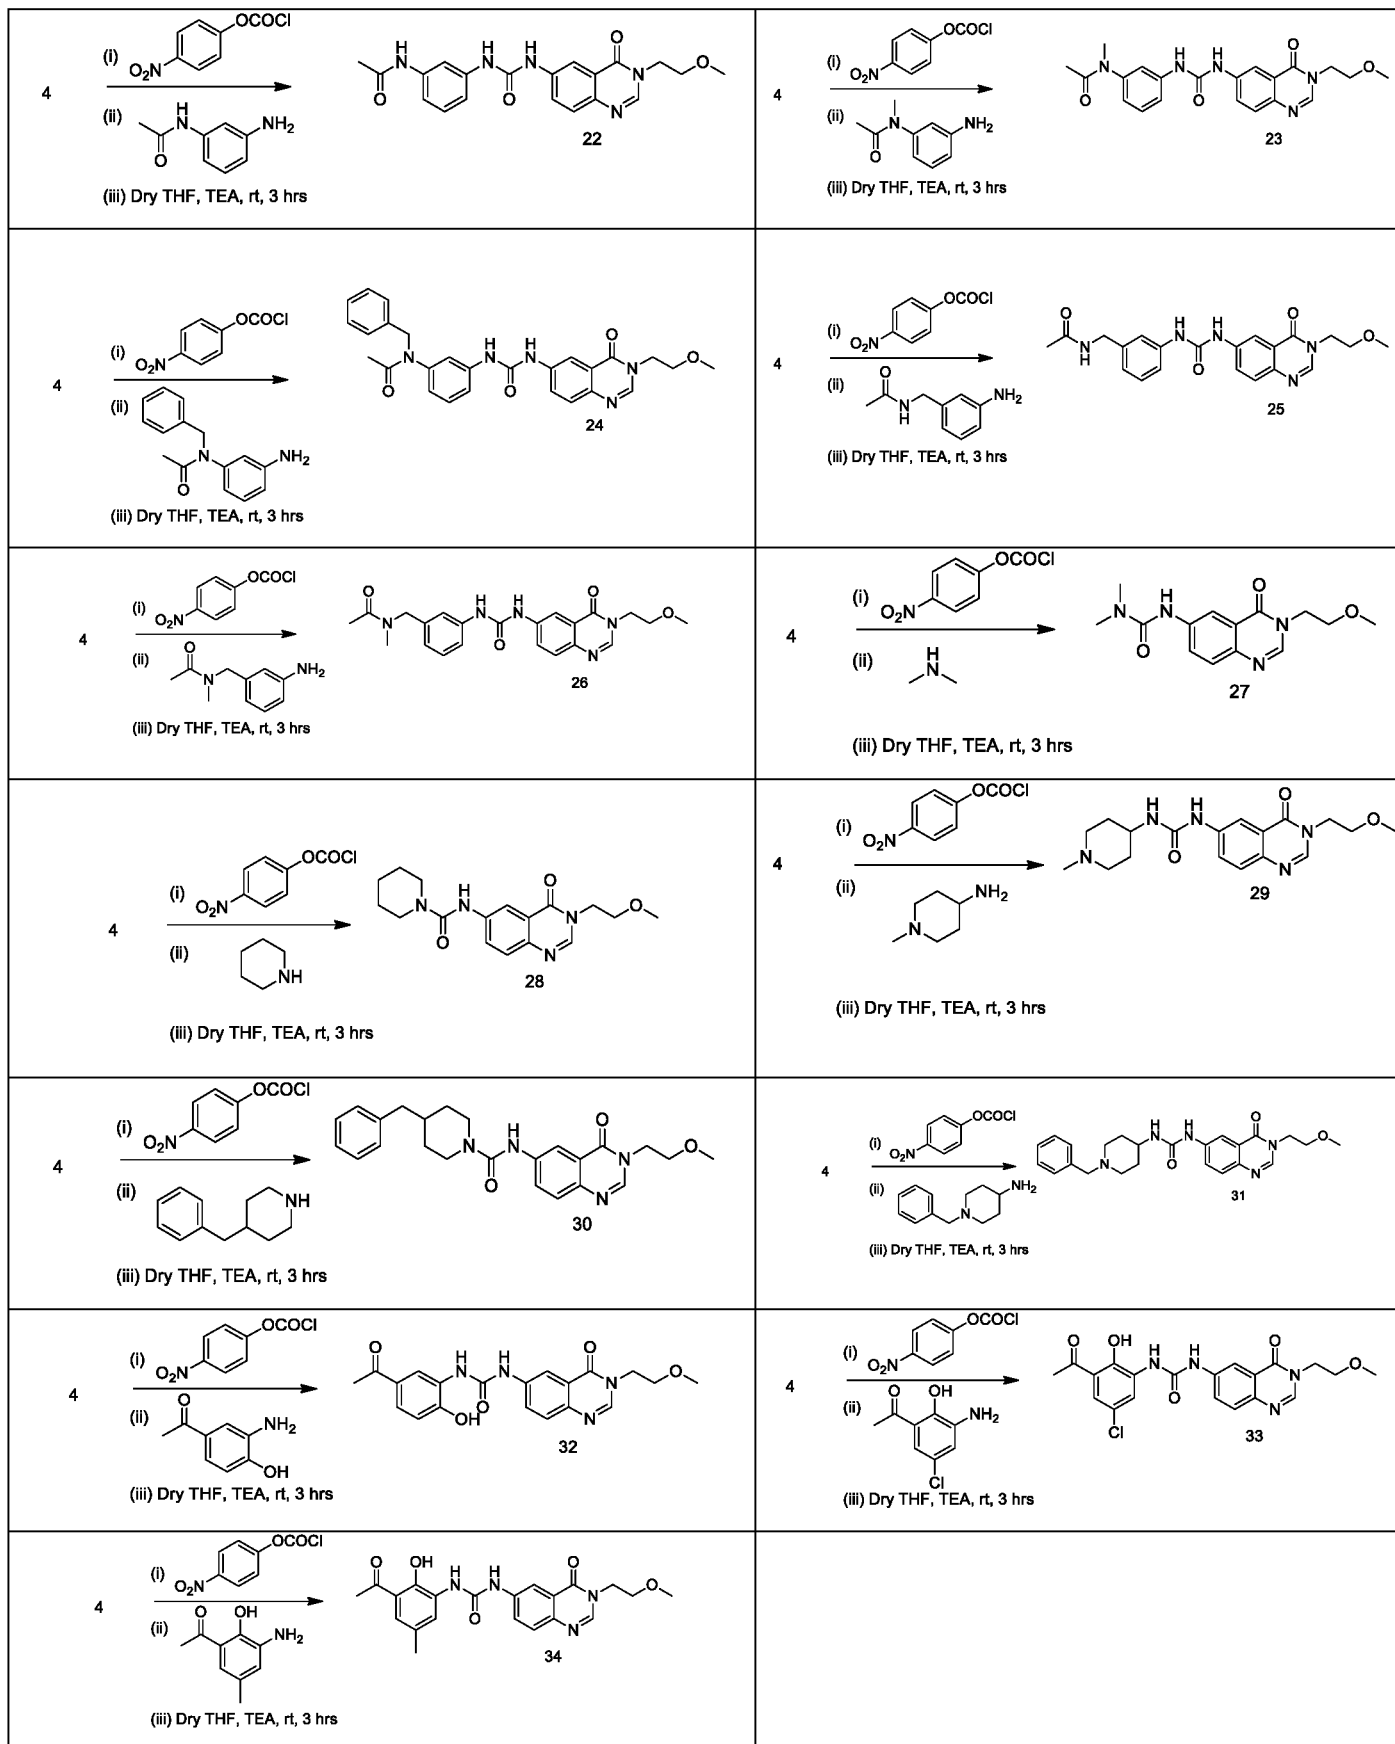 OCOCl
(i)
O₂N
4
(ii)
H
N
NH₂
O
(iii) Dry THF, TEA, rt, 3 hrs
H
N
O
H
N
O
H
N
O
N
N
O
22
OCOCl
(i)
O₂N
4
(ii)
N
O
NH₂
(iii) Dry THF, TEA, rt, 3 hrs
N
O
H
N
O
H
N
O
N
N
O
23
OCOCl
(i)
O₂N
4
(ii)
N
O
NH₂
(iii) Dry THF, TEA, rt, 3 hrs
N
O
H
N
O
H
N
O
N
N
O
24
OCOCl
(i)
O₂N
4
(ii)
O
N
H
NH₂
(iii) Dry THF, TEA, rt, 3 hrs
O
N
H
H
N
O
H
N
O
N
N
O
25
OCOCl
(i)
O₂N
4
(ii)
O
N
NH₂
(iii) Dry THF, TEA, rt, 3 hrs
O
N
H
N
O
H
N
O
N
N
O
26
OCOCl
(i)
O₂N
4
(ii)
H
N
(iii) Dry THF, TEA, rt, 3 hrs
N
O
H
N
O
N
N
O
27
OCOCl
(i)
O₂N
4
(ii)
NH
(iii) Dry THF, TEA, rt, 3 hrs
N
O
H
N
O
N
N
O
28
OCOCl
(i)
O₂N
4
(ii)
NH₂
N
(iii) Dry THF, TEA, rt, 3 hrs
N
H
N
O
H
N
O
N
N
O
29
OCOCl
(i)
O₂N
4
(ii)
NH
(iii) Dry THF, TEA, rt, 3 hrs
N
O
H
N
O
N
N
O
30
OCOCl
(i)
O₂N
4
(ii)
N
NH₂
(iii) Dry THF, TEA, rt, 3 hrs
N
H
N
O
H
N
O
N
N
O
31
OCOCl
(i)
O₂N
4
(ii)
O
NH₂
OH
(iii) Dry THF, TEA, rt, 3 hrs
O
OH
H
N
O
H
N
O
N
N
O
32
OCOCl
(i)
O₂N
4
(ii)
O
OH
NH₂
Cl
(iii) Dry THF, TEA, rt, 3 hrs
O
OH
Cl
H
N
O
H
N
O
N
N
O
33
OCOCl
(i)
O₂N
4
(ii)
O
OH
NH₂
(iii) Dry THF, TEA, rt, 3 hrs
O
OH
H
N
O
H
N
O
N
N
O
34